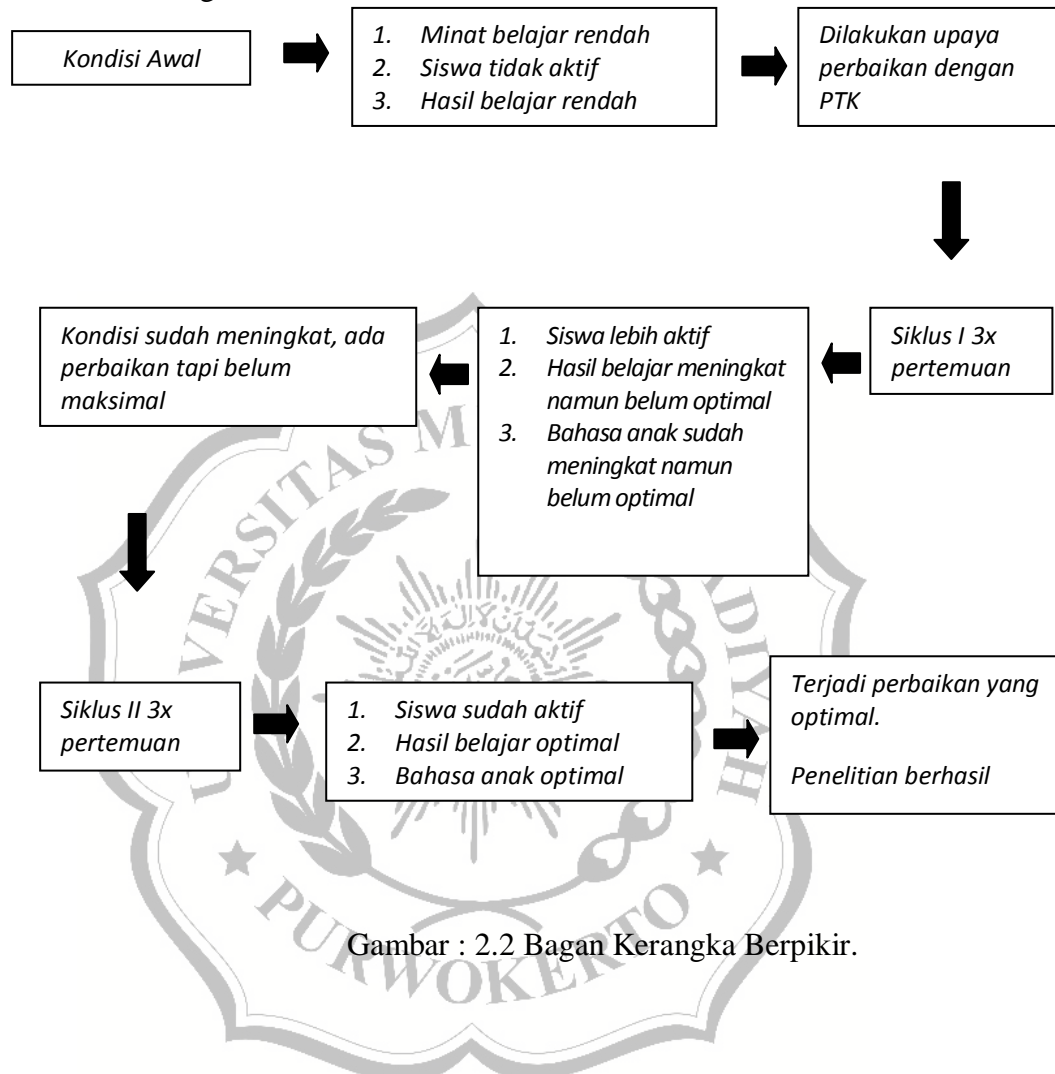 Kondisi Awal
1. Minat belajar rendah
2. Siswa tidak aktif
3. Hasil belajar rendah
Dilakukan upaya
perbaikan dengan
PTK
Siklus I 3x
pertemuan
1. Siswa lebih aktif
2. Hasil belajar meningkat
namun belum optimal
3. Bahasa anak sudah
meningkat namun
belum optimal
Kondisi sudah meningkat, ada
perbaikan tapi belum
maksimal
Siklus II 3x
pertemuan
1. Siswa sudah aktif
2. Hasil belajar optimal
3. Bahasa anak optimal
Terjadi perbaikan yang
optimal.
Penelitian berhasil
PURWOKERTO
Gambar : 2.2 Bagan Kerangka Berpikir.